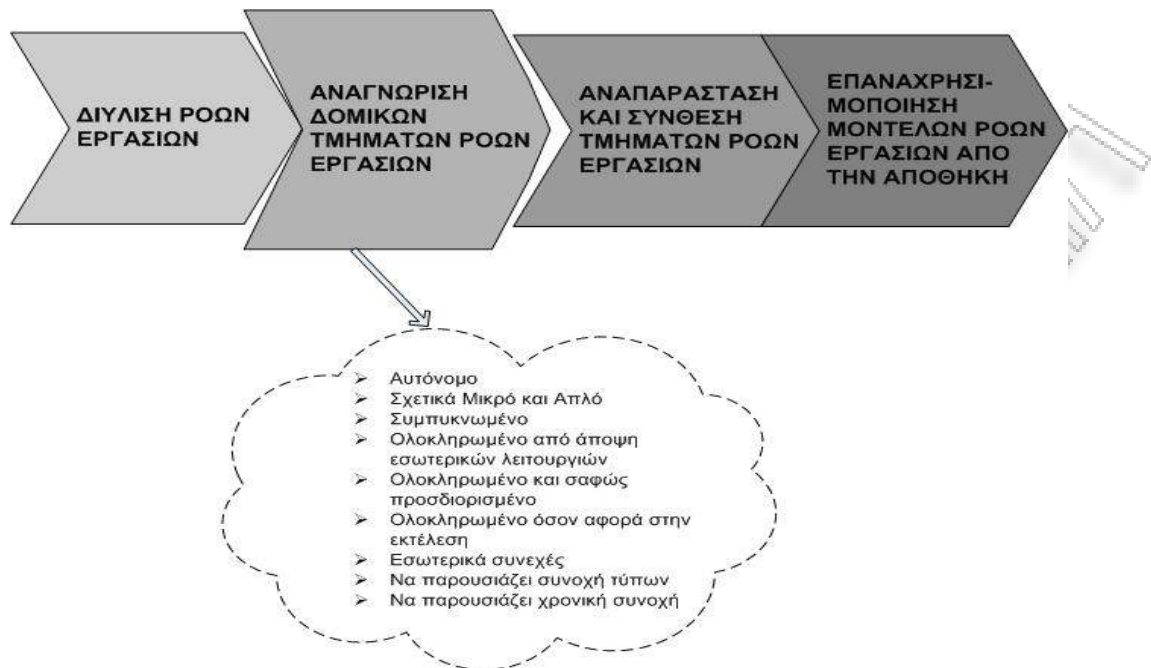 ΔΙΥΛΙΣΗ ΡΟΩΝ
ΕΡΓΑΣΙΩΝ
ΑΝΑΓΝΩΡΙΣΗ
ΔΟΜΙΚΩΝ
ΤΜΗΜΑΤΩΝ ΡΟΩΝ
ΕΡΓΑΣΙΩΝ
ΑΝΑΠΑΡΑΣΤΑΣΗ
ΚΑΙ ΣΥΝΘΕΣΗ
ΤΜΗΜΑΤΩΝ ΡΟΩΝ
ΕΡΓΑΣΙΩΝ
ΕΠΑΝΑΧΡΗΣΙ-
ΜΟΠΟΙΗΣΗ
ΜΟΝΤΕΛΩΝ ΡΟΩΝ
ΕΡΓΑΣΙΩΝ ΑΠΟ
ΤΗΝ ΑΠΟΘΗΚΗ
➢ Αυτόνομο
➢ Σχετικά Μικρό και Απλό
➢ Συμπυκνωμένο
➢ Ολοκληρωμένο από άποψη
εσωτερικών λειτουργιών
➢ Ολοκληρωμένο και σαφώς
προσδιορισμένο
➢ Ολοκληρωμένο όσον αφορά στην
εκτέλεση
➢ Εσωτερικά συνεχές
➢ Να παρουσιάζει συνοχή τύπων
➢ Να παρουσιάζει χρονική συνοχή